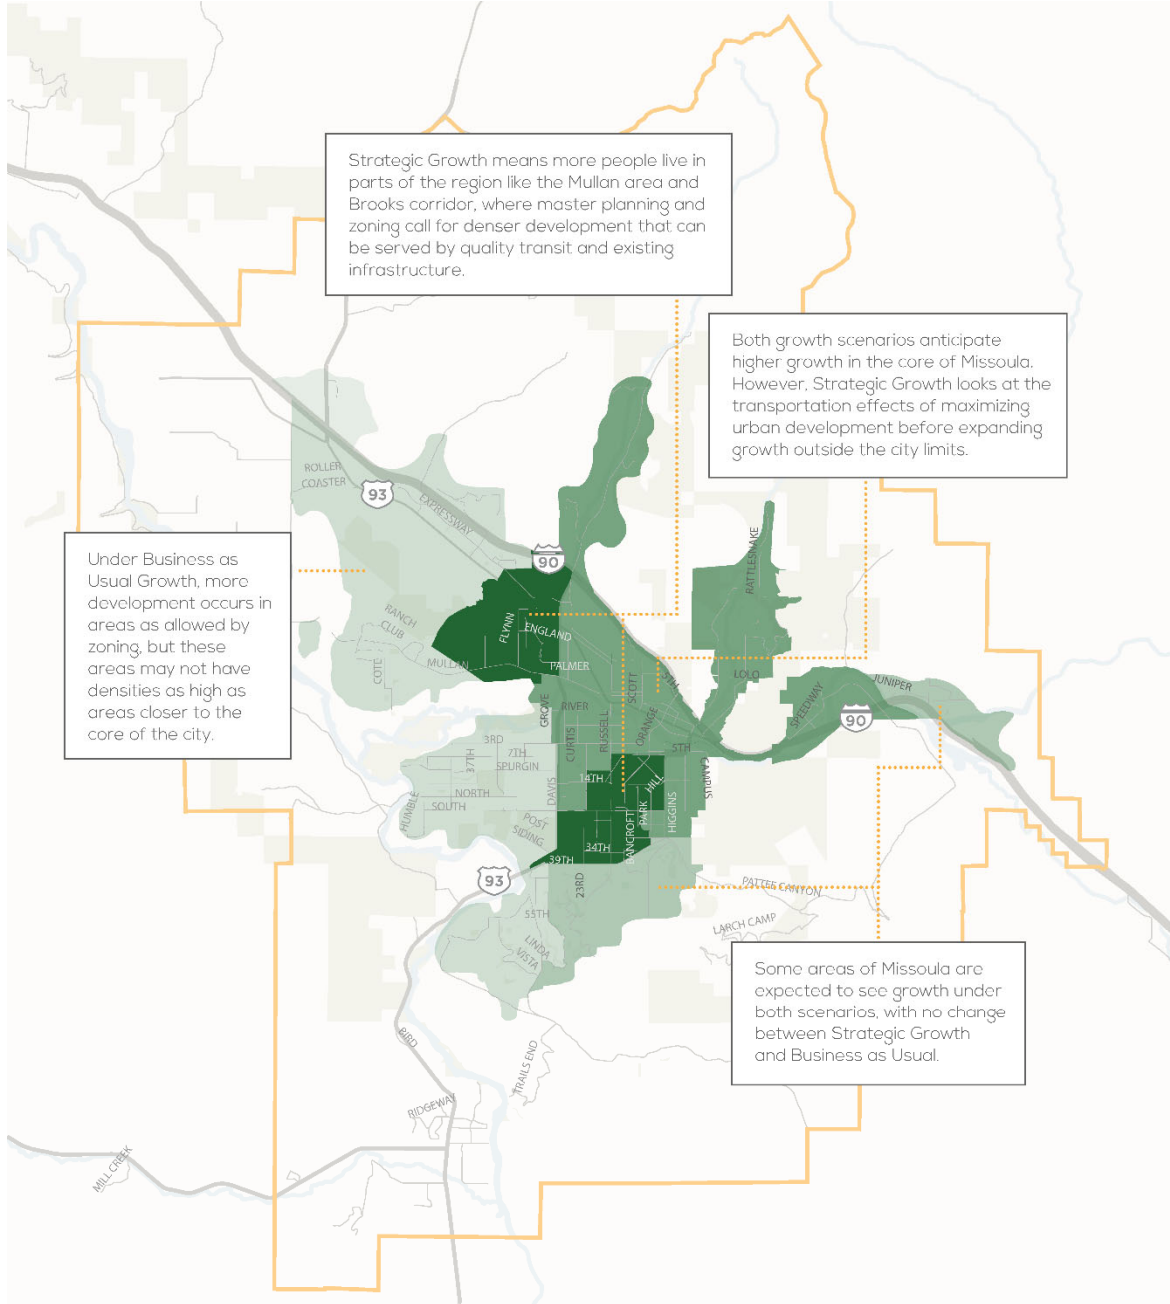 Strategic Growth means more people live in
parts of the region like the Mullan area and
Brooks corridor, where master planning and
zoning call for denser development that can
be served by quality transit and existing
infrastructure.
Both growth scenarios anticipate
higher growth in the core of Missoula.
However, Strategic Growth looks at the
transportation effects of maximizing
urban development before expanding
growth outside the city limits.
ROLLER
COASTER
93
EXPRESSWAY
90
RATTLESNAKE
Under Business as
Usual Growth, more
development occurs in
areas as allowed by
zoning, but these
areas may not have
densities as high as
areas closer to the
core of the city.
RANCH
CLUB
FLYNN
ENGLAND
COTE
MULLAN
PALMER
SCOTT
5TH
LOLO
SPEEDWAY
JUNIPER
90
GROVE
RIVER
CURTIS
RUSSELL
ORANGE
5TH
3RD
7TH
37TH
SPURGIN
CAMPUS
NORTH
SOUTH
HUMBLE
DAVIS
14TH
HILL
PARK
HIGGINS
POST
SIDING
BANCROFT
34TH
39TH
93
23RD
PATTEE CANYON
55TH
LARCH CAMP
LINDA
VISTA
Some areas of Missoula are
expected to see growth under
both scenarios, with no change
between Strategic Growth
and Business as Usual.
BIRD
TRAILS END
RIDGEWAY
MILL CREEK